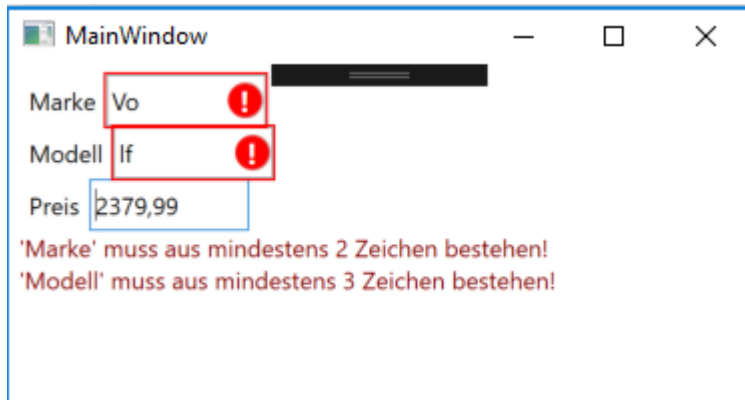 MainWindow
Marke Vo
Modell lf
Preis 2379,99
'Marke' muss aus mindestens 2 Zeichen bestehen!
'Modell' muss aus mindestens 3 Zeichen bestehen!